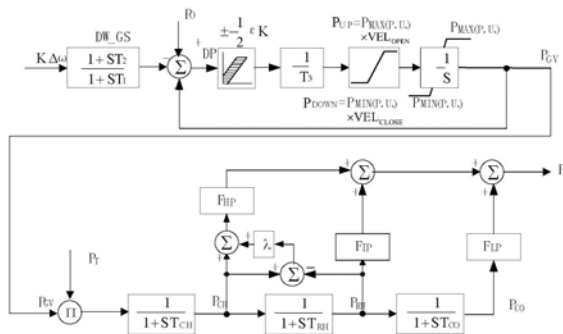 DW_GS
P0
± 1/2 εK
PUP=PMAX(P.U.)
×VELOPEN
PMAX(P.U.)
KΔω
1+ST2
1+ST1
Σ
DP
1
T3
1
S
PGV
PDOWN=PMIN(P.U.)
×VELCLOSE
PMIN(P.U.)
Σ
Σ
P
FHP
Σ
λ
FIP
FLP
Σ
PT
PGV
Π
1
1+STCH
PCH
1
1+STRH
PRH
1
1+STCO
PCO